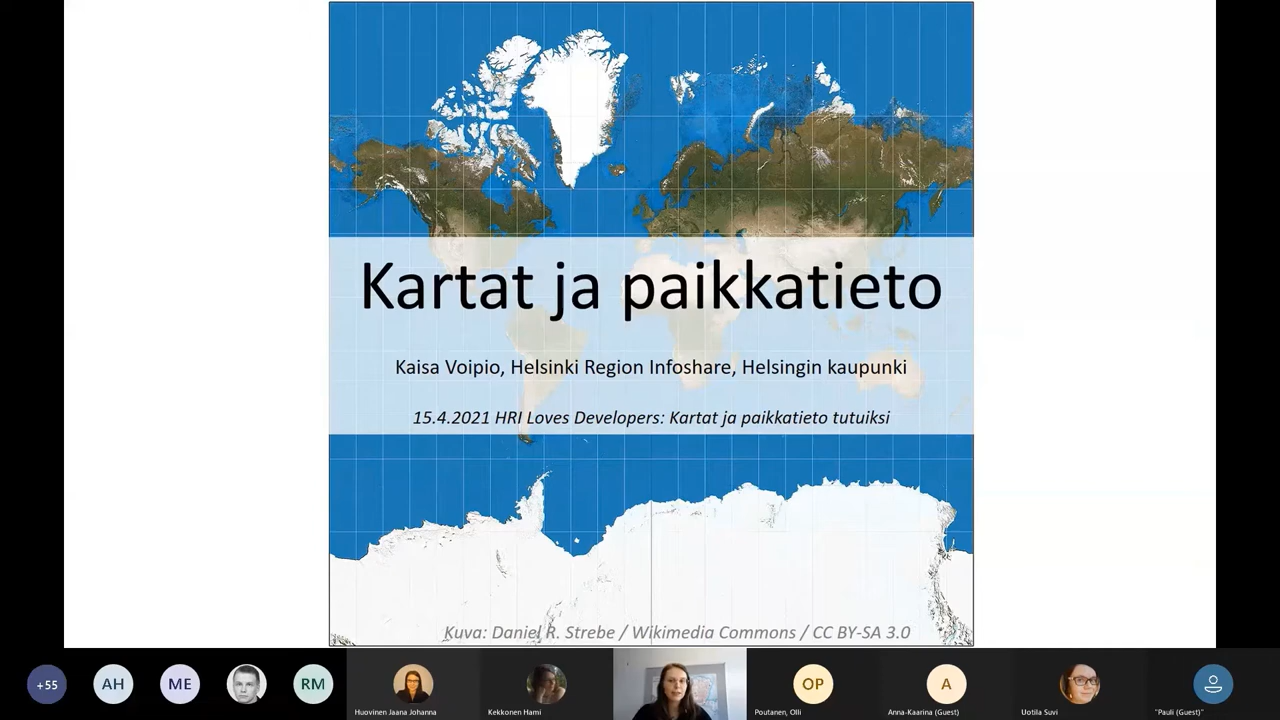 Kartat ja paikkatieto
Kaisa Voipio, Helsinki Region Infoshare, Helsingin kaupunki
15.4.2021 HRI Loves Developers: Kartat ja paikkatieto tutuiksi
Kuva: Daniel R. Strebe / Wikimedia Commons / CC BY-SA 3.0
+55
AH
ME
RM
OP
A
Huovinen Jaana Johanna
Kekkonen Hami
Poutanen, Olli
Anna-Kaarina (Guest)
Uotila Suvi
"Pauli (Guest)"